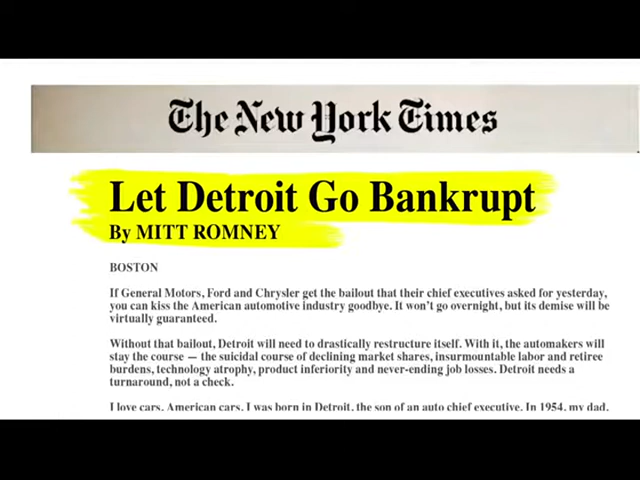 The New York Times
Let Detroit Go Bankrupt
By MITT ROMNEY
BOSTON
If General Motors, Ford and Chrysler get the bailout that their chief executives asked for yesterday,
you can kiss the American automotive industry goodbye. It won't go overnight, but its demise will be
virtually guaranteed.
Without that bailout, Detroit will need to drastically restructure itself. With it, the automakers will
stay the course — the suicidal course of declining market shares, insurmountable labor and retiree
burdens, technology atrophy, product inferiority and never-ending job losses. Detroit needs a
turnaround, not a check.
I love cars, American cars. I was born in Detroit, the son of an auto chief executive. In 1954, my dad,